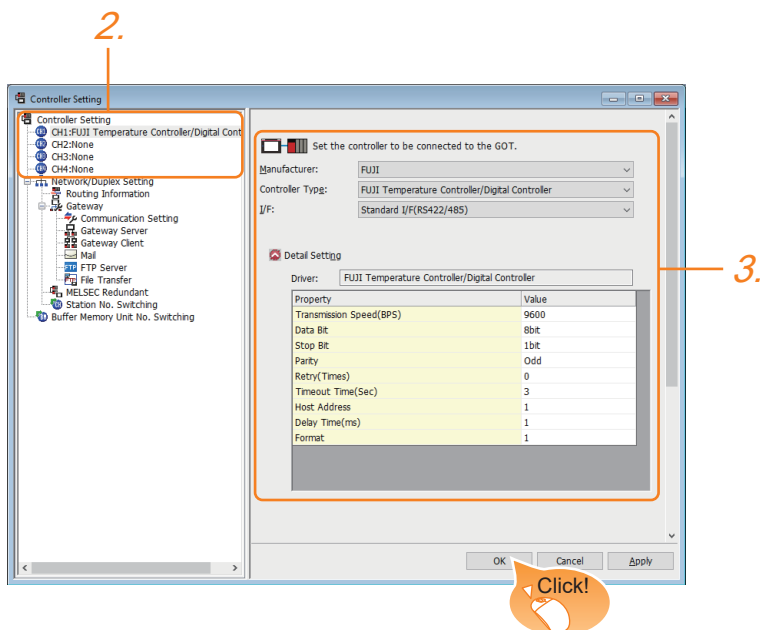 2.
Controller Setting
Controller Setting
CH1:FUJI Temperature Controller/Digital Cont
CH2:None
CH3:None
CH4:None
Network/Duplex Setting
Routing Information
Gateway
Communication Setting
Gateway Server
Gateway Client
Mail
FTP FTP Server
File Transfer
MELSEC Redundant
Station No. Switching
Buffer Memory Unit No. Switching
Set the controller to be connected to the GOT.
Manufacturer: FUJI
Controller Type: FUJI Temperature Controller/Digital Controller
I/F: Standard I/F(RS422/485)
Detail Setting
Driver: FUJI Temperature Controller/Digital Controller
Property Value
Transmission Speed(BPS) 9600
Data Bit 8bit
Stop Bit 1bit
Parity Odd
Retry(Times) 0
Timeout Time(Sec) 3
Host Address 1
Delay Time(ms) 1
Format 1
3.
OK Cancel Apply
Click!